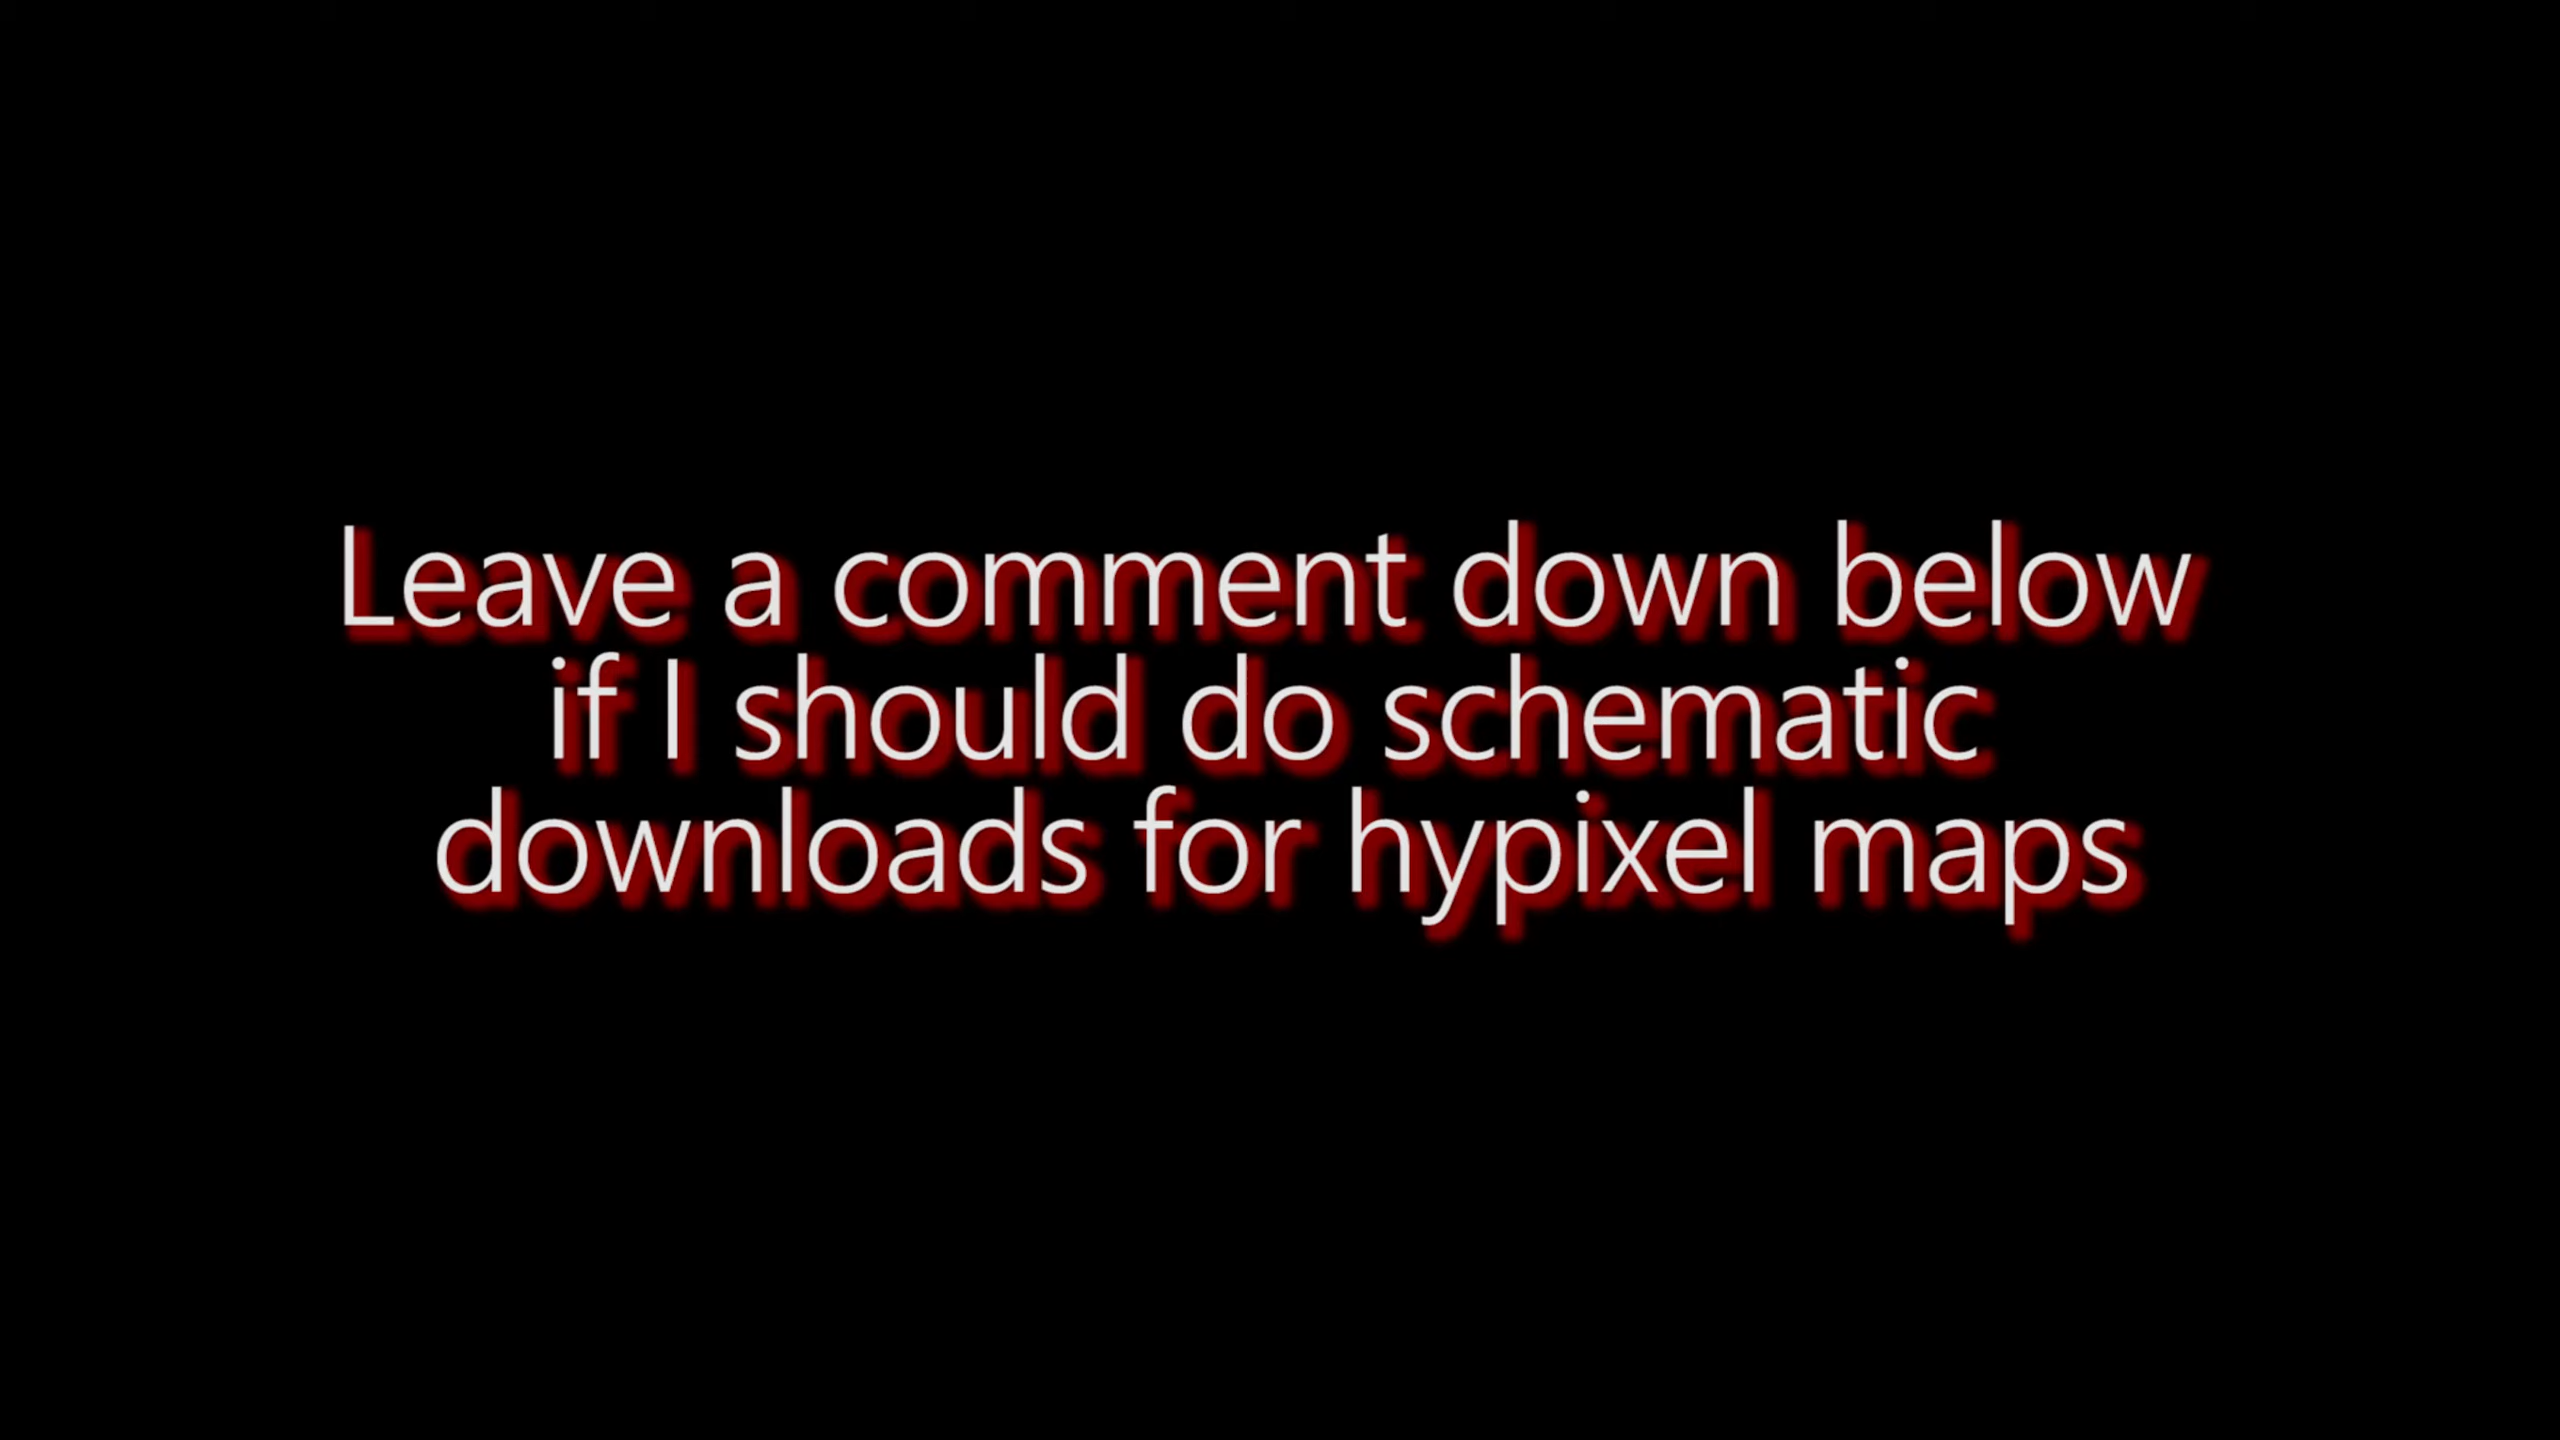 Leave a comment down below
if I should do schematic
downloads for hypixel maps